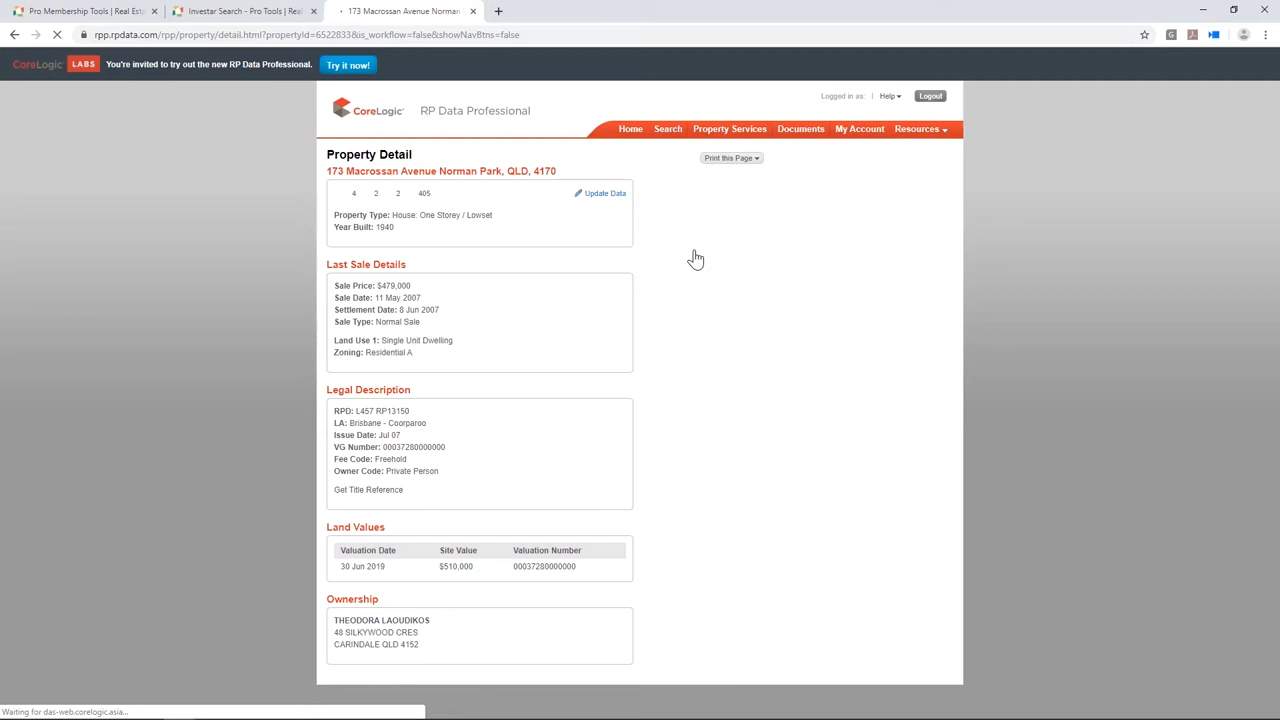 Pro Membership Tools | Real Esta
Investar Search - Pro Tools | Real
173 Macrossan Avenue Norman
rpp.rpdata.com/rpp/property/detail.html?propertyId=6522833&is_workflow=false&showNavBtns=false
CoreLogic LABS You're invited to try out the new RP Data Professional. Try it now!
Logged in as: | Help Logout
CoreLogic RP Data Professional
Home Search Property Services Documents My Account Resources
Property Detail
Print this Page
173 Macrossan Avenue Norman Park, QLD, 4170
4 2 2 405 Update Data
Property Type: House: One Storey / Lowset
Year Built: 1940
Last Sale Details
Sale Price: $479,000
Sale Date: 11 May 2007
Settlement Date: 8 Jun 2007
Sale Type: Normal Sale
Land Use 1: Single Unit Dwelling
Zoning: Residential A
Legal Description
RPD: L457 RP13150
LA: Brisbane - Coorparoo
Issue Date: Jul 07
VG Number: 00037280000000
Fee Code: Freehold
Owner Code: Private Person
Get Title Reference
Land Values
Valuation Date Site Value Valuation Number
30 Jun 2019 $510,000 00037280000000
Ownership
THEODORA LAOUDIKOS
48 SILKYWOOD CRES
CARINDALE QLD 4152
Waiting for das-web.corelogic.asia...